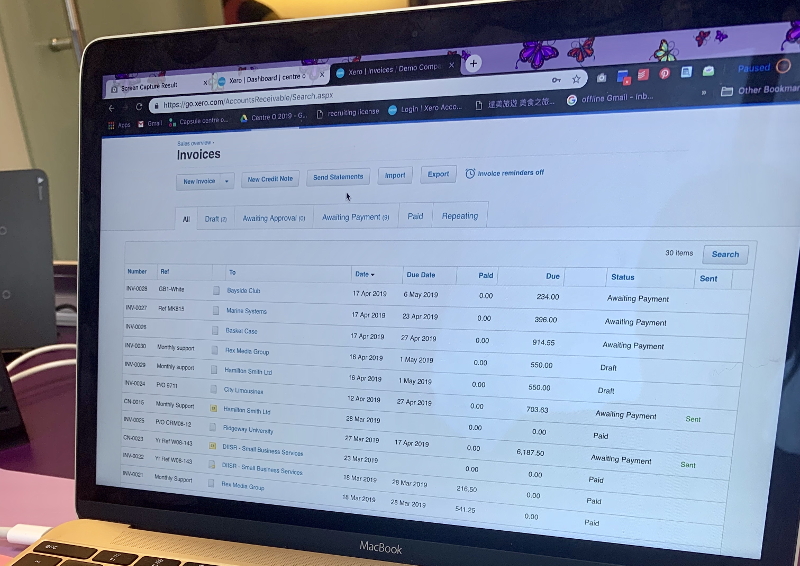 Screen Capture Result
Xero | Dashboard | centre o
Xero | Invoices / Demo Comp
https://go.xero.com/AccountsReceivable/Search.aspx
Paused
Apps Gmail Capsule centre o... Centre O 2019 - G... recruiting license Login | Xero Acco... offline Gmail - Inb... » Other Bookmar
Sales overview ›
Invoices
New Invoice New Credit Note Send Statements Import Export Invoice reminders off
All Draft (2) Awaiting Approval (0) Awaiting Payment (9) Paid Repeating
30 items Search
Number Ref To Date Due Date Paid Due Status Sent
INV-0028 GB1-White Bayside Club 17 Apr 2019 6 May 2019 0.00 234.00 Awaiting Payment
INV-0027 Ref MK815 Marine Systems 17 Apr 2019 23 Apr 2019 0.00 396.00 Awaiting Payment
INV-0026 Basket Case 17 Apr 2019 27 Apr 2019 0.00 914.55 Awaiting Payment
INV-0030 Monthly support Rex Media Group 16 Apr 2019 1 May 2019 0.00 550.00 Draft
INV-0029 Monthly support Hamilton Smith Ltd 16 Apr 2019 1 May 2019 0.00 550.00 Draft
INV-0024 P/O 9711 City Limousines 12 Apr 2019 27 Apr 2019 0.00 703.63 Awaiting Payment Sent
CN-0015 Monthly Support Hamilton Smith Ltd 28 Mar 2019 0.00 0.00 Paid
INV-0025 P/O CRM08-12 Ridgeway University 27 Mar 2019 17 Apr 2019 0.00 6,187.50 Awaiting Payment Sent
CN-0023 Yr Ref W08-143 DIISR - Small Business Services 23 Mar 2019 0.00 0.00 Paid
INV-0022 Yr Ref W08-143 DIISR - Small Business Services 18 Mar 2019 28 Mar 2019 216.50 0.00 Paid
INV-0021 Monthly Support Rex Media Group 18 Mar 2019 28 Mar 2019 541.25 0.00 Paid
MacBook
esc